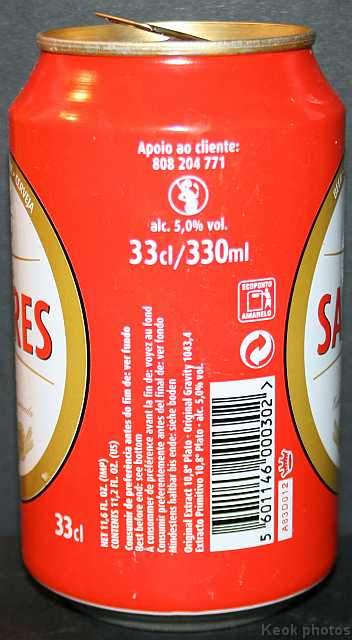 CERVEJA
RES
SA
Apoio ao cliente:
808 204 771
alc. 5,0% vol.
33cl/330ml
ECOPONTO
AMARELO
NET 11,6 FL. OZ. (IMP)
CONTENTS 11,2 FL. OZ. (US)
Consumir de preferência antes do fim de: ver fundo
Best before end: see bottom
A consommer de préférence avant la fin de: voyez au fond
Consumir preferentemente antes del final de: ver fondo
Mindestens haltbar bis ende: siehe boden
Original Extract 10,8° Plato · Original Gravity 1043,4
Extracto Primitivo 10,8° Plato · alc. 5,0% vol.
5 601146 000302 >
A83D012
33cl
Keok photos